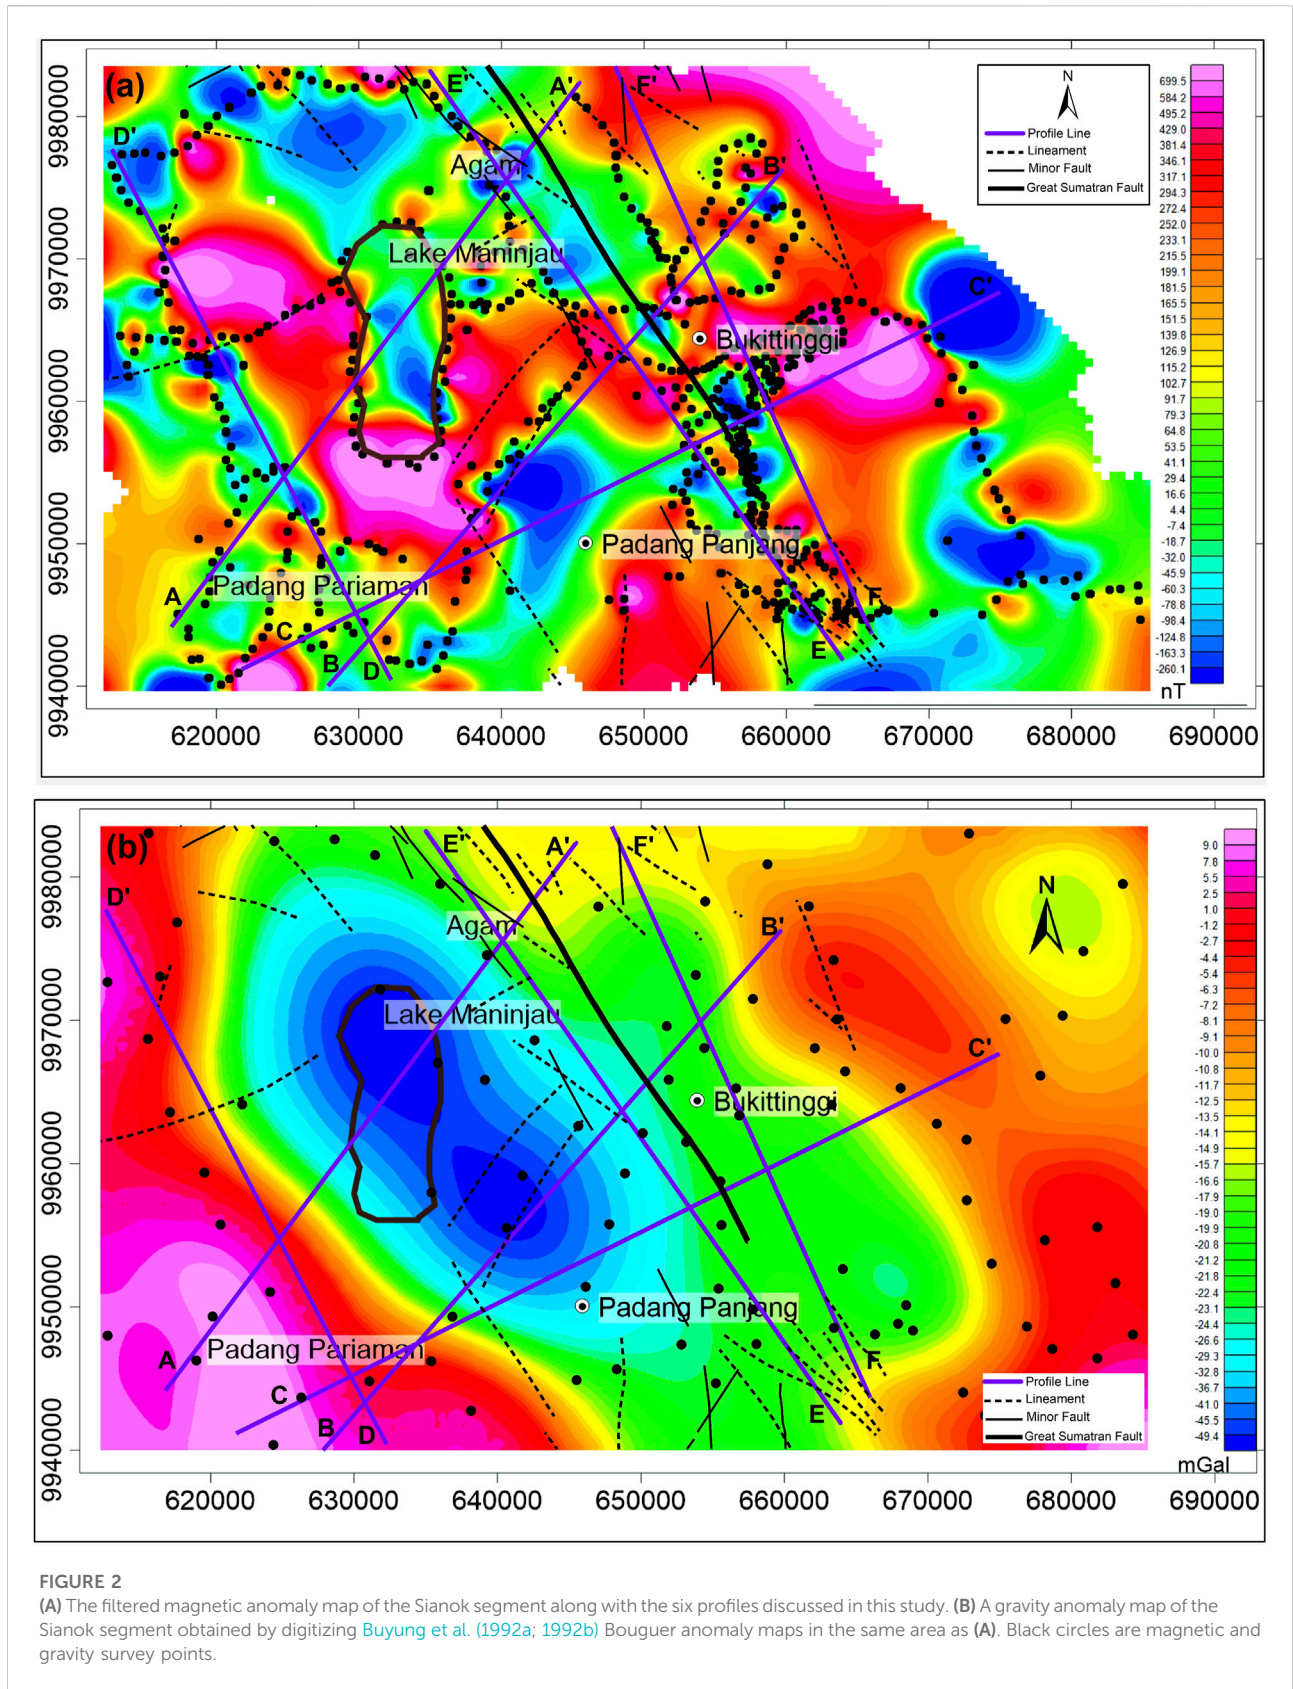 (a)
E'
A'
F'
D'
B'
Agam
Lake Maninjau
C'
Bukittinggi
Padang Panjang
A
Padang Pariaman
C
B
D
F
E
N
Profile Line
Lineament
Minor Fault
Great Sumatran Fault
9980000
9970000
9960000
9950000
9940000
620000
630000
640000
650000
660000
670000
680000
690000
699.5
584.2
495.2
429.0
381.4
346.1
317.1
294.3
272.4
252.0
233.1
215.5
199.1
181.5
165.5
151.5
139.8
126.9
115.2
102.7
91.7
79.3
64.8
53.5
41.1
29.4
16.6
4.4
-7.4
-18.7
-32.0
-45.9
-60.3
-78.8
-98.4
-124.8
-163.3
-260.1
nT
(b)
E'
A'
F'
D'
B'
N
Agam
Lake Maninjau
C'
Bukittinggi
Padang Panjang
A
Padang Pariaman
C
B
D
F
E
Profile Line
Lineament
Minor Fault
Great Sumatran Fault
9980000
9970000
9960000
9950000
9940000
620000
630000
640000
650000
660000
670000
680000
690000
9.0
7.8
5.5
2.5
1.0
-1.2
-2.7
-4.4
-5.4
-6.3
-7.2
-8.1
-9.1
-10.0
-10.8
-11.7
-12.5
-13.5
-14.1
-14.9
-15.7
-16.6
-17.9
-19.0
-19.9
-20.8
-21.2
-21.8
-22.4
-23.1
-24.4
-26.6
-29.3
-32.8
-36.7
-41.0
-45.5
-49.4
mGal
FIGURE 2
(A) The filtered magnetic anomaly map of the Sianok segment along with the six profiles discussed in this study. (B) A gravity anomaly map of the
Sianok segment obtained by digitizing Buyung et al. (1992a; 1992b) Bouguer anomaly maps in the same area as (A). Black circles are magnetic and
gravity survey points.